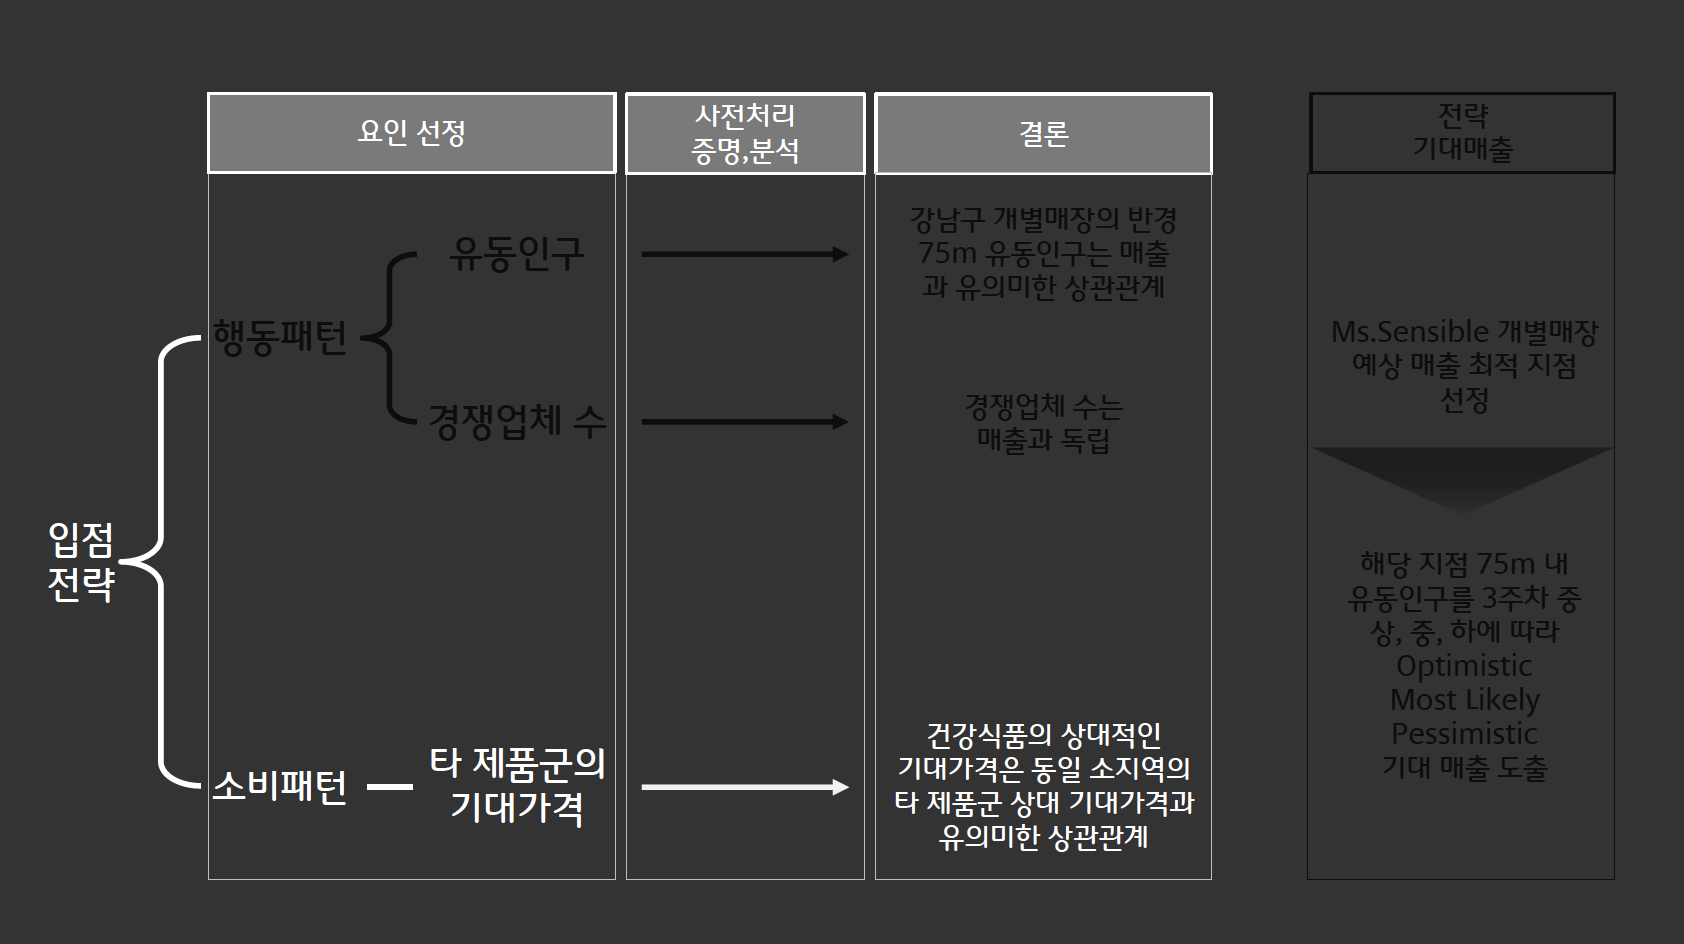 요인 선정
사전처리
증명,분석
결론
전략
기대매출
입점
전략
행동패턴
유동인구
강남구 개별매장의 반경
75m 유동인구는 매출
과 유의미한 상관관계
경쟁업체 수
경쟁업체 수는
매출과 독립
소비패턴
타 제품군의
기대가격
건강식품의 상대적인
기대가격은 동일 소지역의
타 제품군 상대 기대가격과
유의미한 상관관계
Ms.Sensible 개별매장
예상 매출 최적 지점
선정
해당 지점 75m 내
유동인구를 3주차 중
상, 중, 하에 따라
Optimistic
Most Likely
Pessimistic
기대 매출 도출